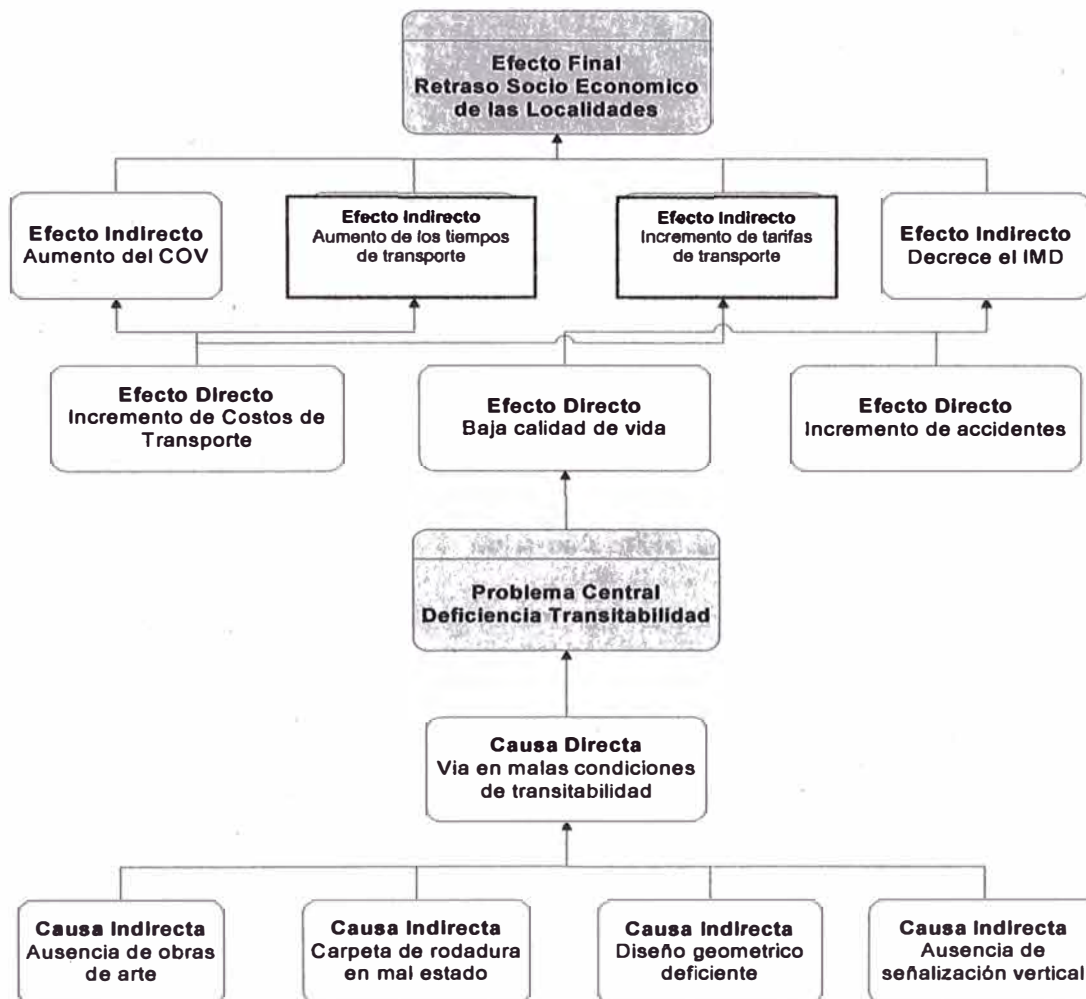 Efecto Final
Retraso Socio Economico
de las Localidades
Efecto Indirecto
Aumento del COV
Efecto Indirecto
Aumento de los tiempos
de transporte
Efecto Indirecto
Incremento de tarifas
de transporte
Efecto Indirecto
Decrece el IMD
Efecto Directo
Incremento de Costos de
Transporte
Efecto Directo
Baja calidad de vida
Efecto Directo
Incremento de accidentes
Problema Central
Deficiencia Transitabilidad
Causa Directa
Via en malas condiciones
de transitabilidad
Causa Indirecta
Ausencia de obras
de arte
Causa Indirecta
Carpeta de rodadura
en mal estado
Causa Indirecta
Diseño geometrico
deficiente
Causa Indirecta
Ausencia de
señalización vertical